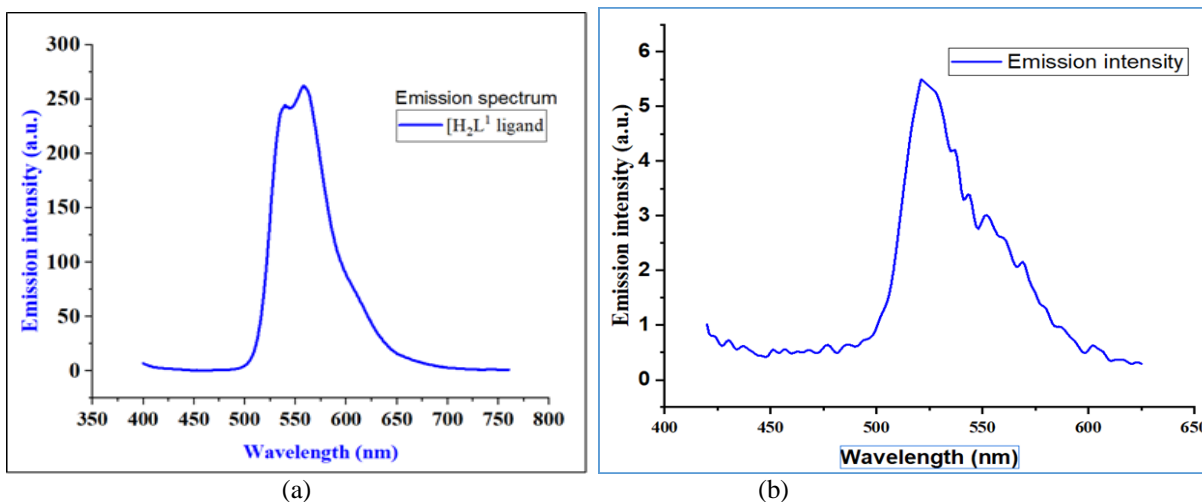 300
250
200
150
100
50
0
Emission intensity (a.u.)
Emission spectrum
[H₂L¹ ligand
350 400 450 500 550 600 650 700 750 800
Wavelength (nm)
(a)
6
5
4
3
2
1
0
Emission intensity (a.u.)
Emission intensity
400 450 500 550 600 650
Wavelength (nm)
(b)